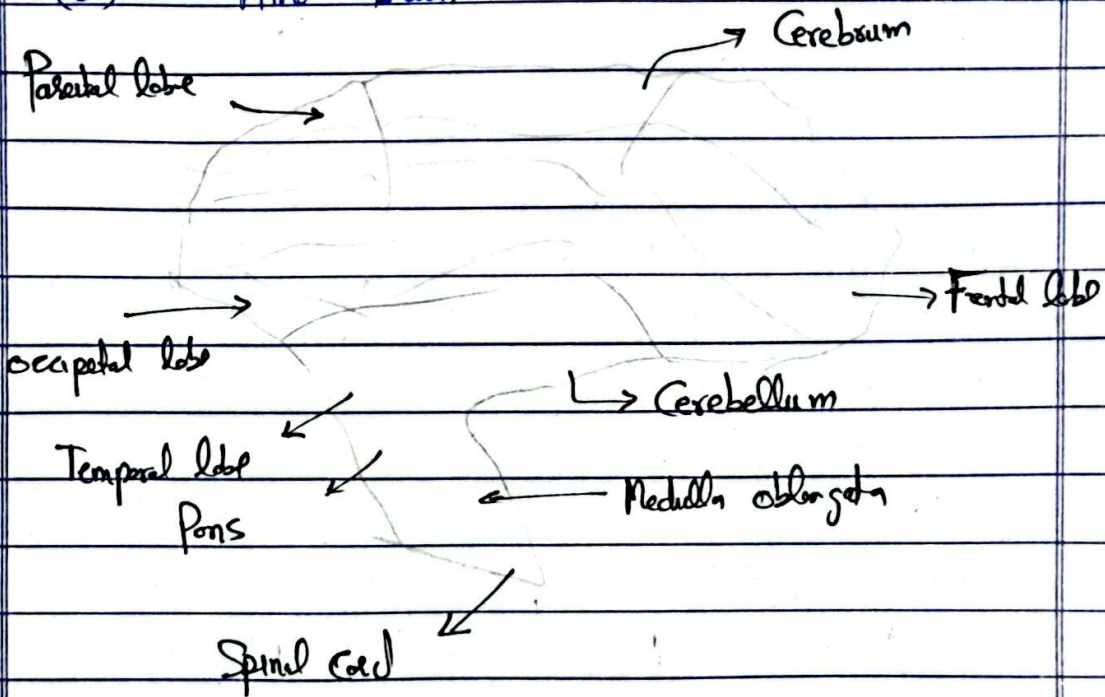 Cerebrum
Parietal lobe
Frontal lobe
occipetal lobe
Cerebellum
Temporal lobe
Medulla oblongata
Pons
Spinal cord